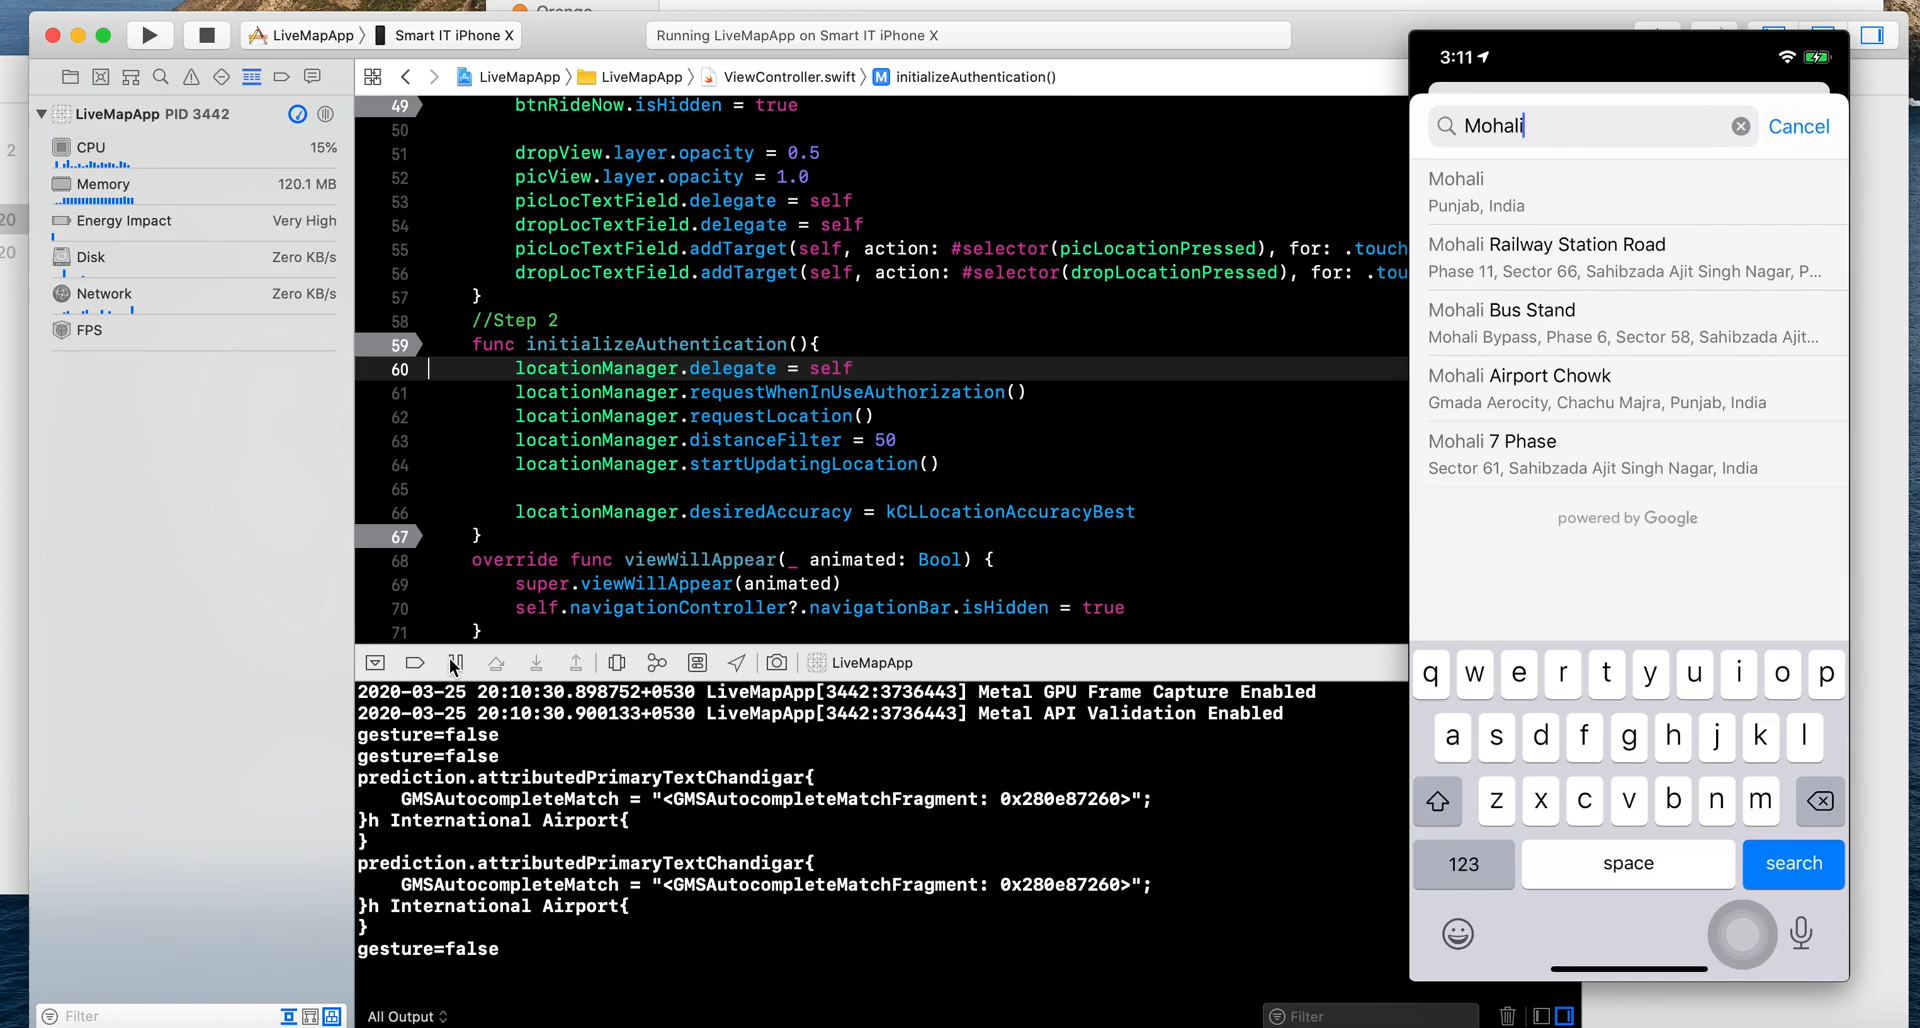 Orange
LiveMapApp 〉 Smart IT iPhone X
Running LiveMapApp on Smart IT iPhone X
LiveMapApp 〉 LiveMapApp 〉 ViewController.swift 〉 M initializeAuthentication()
LiveMapApp PID 3442
CPU 15%
Memory 120.1 MB
Energy Impact Very High
Disk Zero KB/s
Network Zero KB/s
FPS
2
20
20
49 btnRideNow.isHidden = true
50
51 dropView.layer.opacity = 0.5
52 picView.layer.opacity = 1.0
53 picLocTextField.delegate = self
54 dropLocTextField.delegate = self
55 picLocTextField.addTarget(self, action: #selector(picLocationPressed), for: .touch
56 dropLocTextField.addTarget(self, action: #selector(dropLocationPressed), for: .tou
57 }
58 //Step 2
59 func initializeAuthentication(){
60 locationManager.delegate = self
61 locationManager.requestWhenInUseAuthorization()
62 locationManager.requestLocation()
63 locationManager.distanceFilter = 50
64 locationManager.startUpdatingLocation()
65
66 locationManager.desiredAccuracy = kCLLocationAccuracyBest
67 }
68 override func viewWillAppear(_ animated: Bool) {
69 super.viewWillAppear(animated)
70 self.navigationController?.navigationBar.isHidden = true
71 }
LiveMapApp
2020-03-25 20:10:30.898752+0530 LiveMapApp[3442:3736443] Metal GPU Frame Capture Enabled
2020-03-25 20:10:30.900133+0530 LiveMapApp[3442:3736443] Metal API Validation Enabled
gesture=false
gesture=false
prediction.attributedPrimaryTextChandigar{
GMSAutocompleteMatch = "<GMSAutocompleteMatchFragment: 0x280e87260>";
}h International Airport{
}
prediction.attributedPrimaryTextChandigar{
GMSAutocompleteMatch = "<GMSAutocompleteMatchFragment: 0x280e87260>";
}h International Airport{
}
gesture=false
Filter
All Output
Filter
3:11
Mohali
Cancel
Mohali
Punjab, India
Mohali Railway Station Road
Phase 11, Sector 66, Sahibzada Ajit Singh Nagar, P...
Mohali Bus Stand
Mohali Bypass, Phase 6, Sector 58, Sahibzada Ajit...
Mohali Airport Chowk
Gmada Aerocity, Chachu Majra, Punjab, India
Mohali 7 Phase
Sector 61, Sahibzada Ajit Singh Nagar, India
powered by Google
q w e r t y u i o p
a s d f g h j k l
z x c v b n m
123 space search